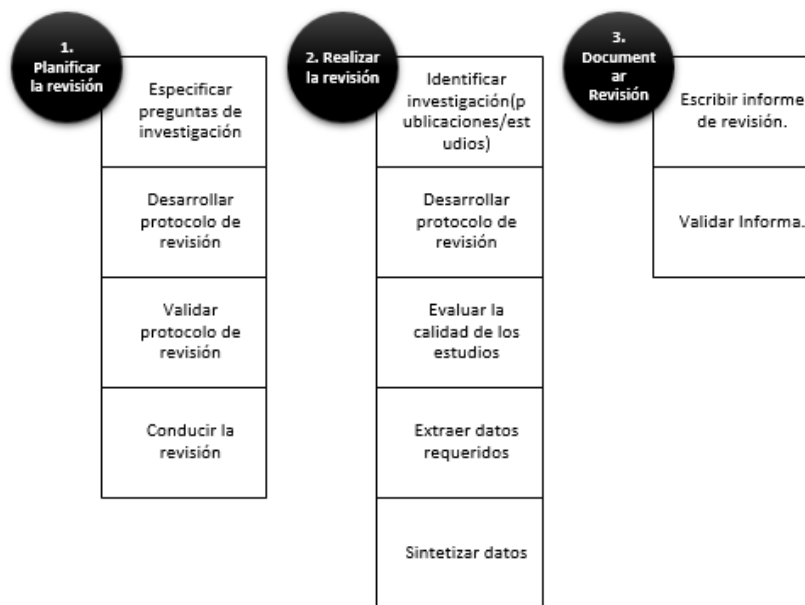 1.
Planificar
la revisión
Especificar
preguntas de
investigación
Desarrollar
protocolo de
revisión
Validar
protocolo de
revisión
Conducir la
revisión
2. Realizar
la revisión
Identificar
investigación(p
ublicaciones/est
udios)
Desarrollar
protocolo de
revisión
Evaluar la
calidad de los
estudios
Extraer datos
requeridos
Sintetizar datos
3.
Document
ar
Revisión
Escribir informe
de revisión.
Validar Informa.